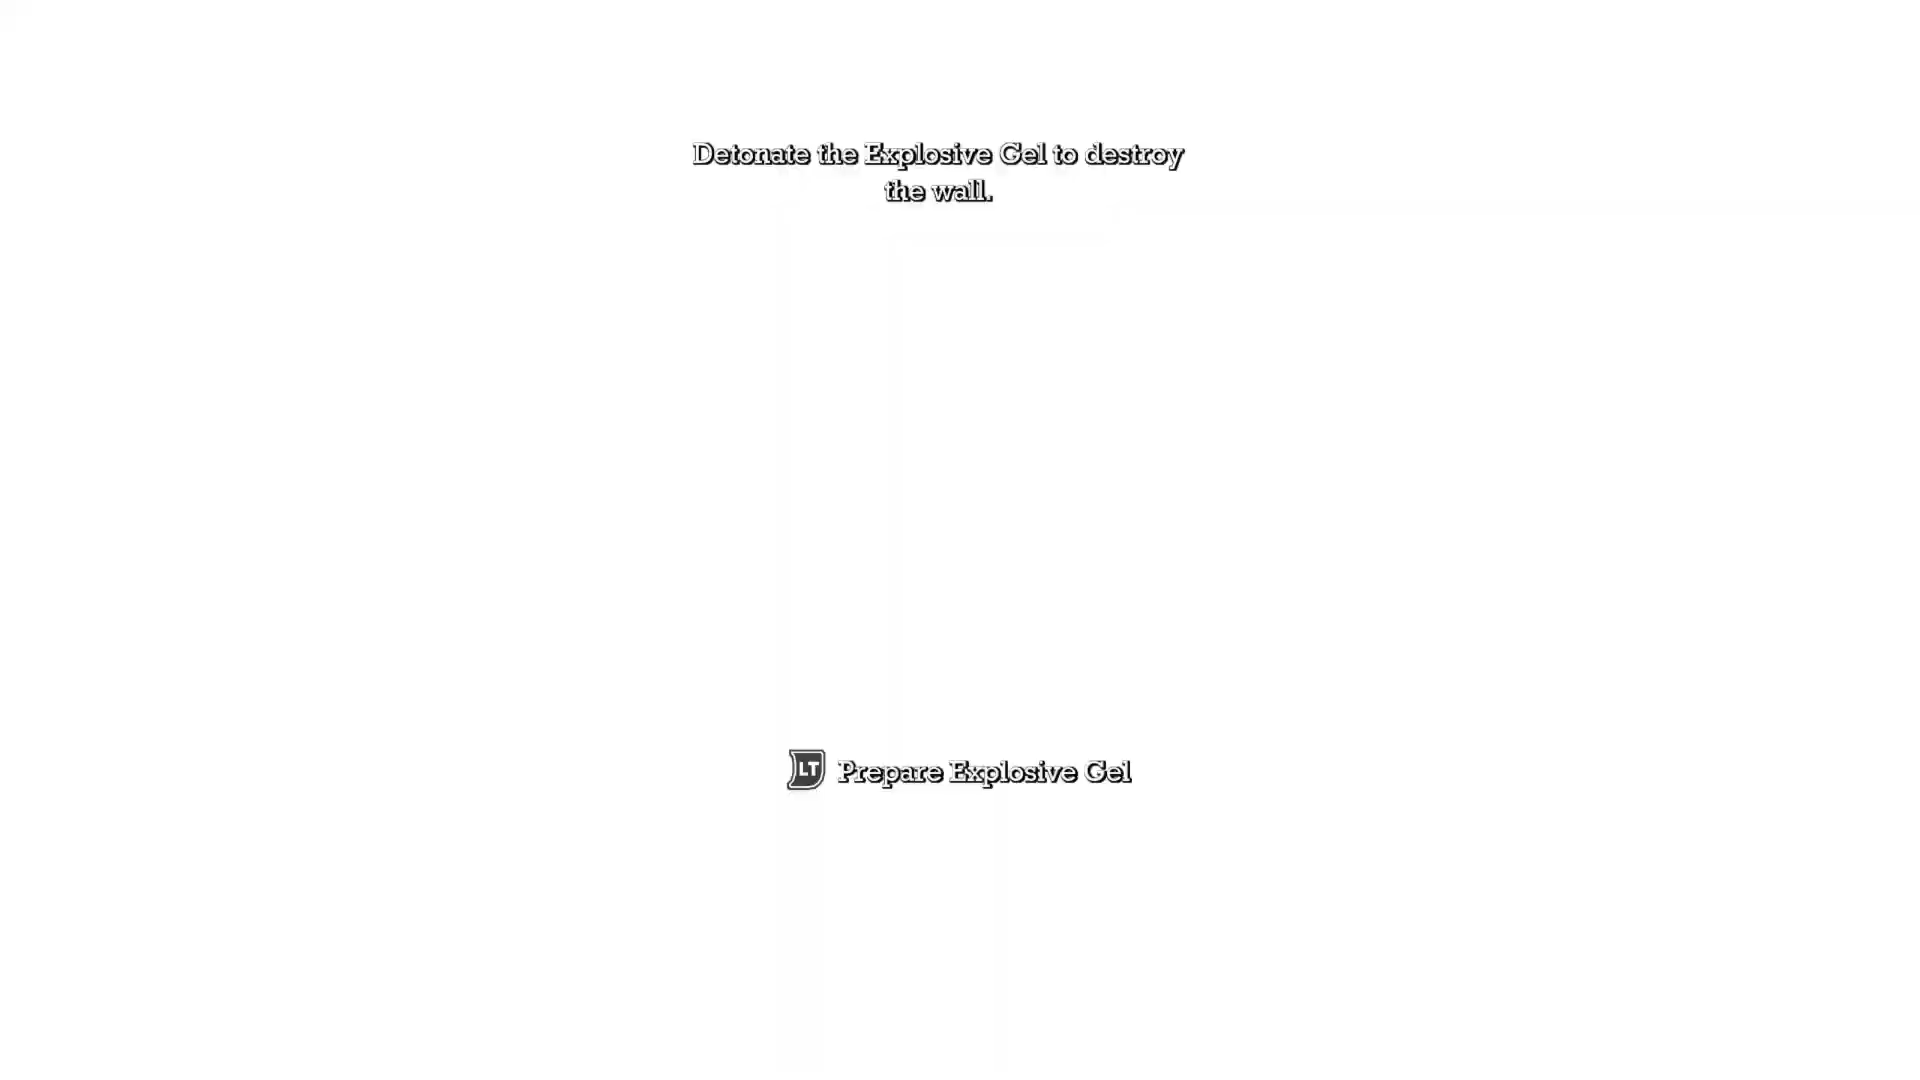 Detonate the Explosive Gel to destroy
the wall.
LT Prepare Explosive Gel